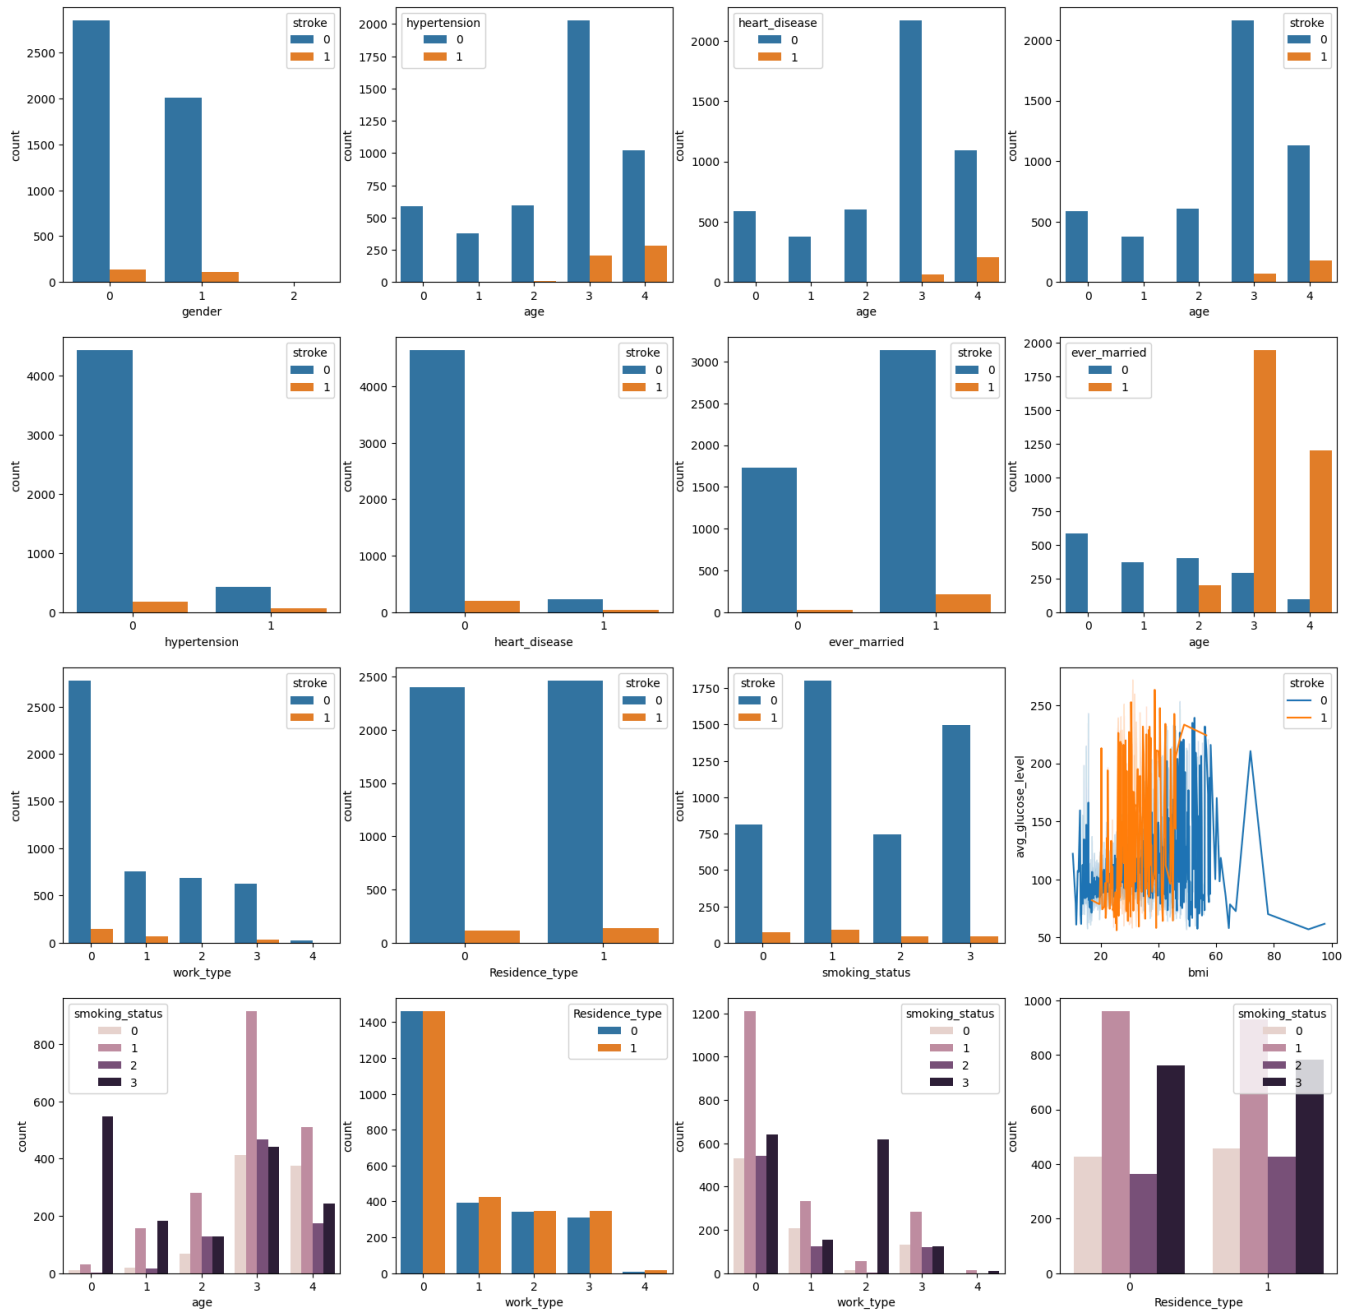 stroke
0
1
2500
2000
1500
1000
500
0
count
0 1 2
gender
hypertension
0
1
2000
1750
1500
1250
1000
750
500
250
0
count
0 1 2 3 4
age
heart_disease
0
1
2000
1500
1000
500
0
count
0 1 2 3 4
age
stroke
0
1
2000
1500
1000
500
0
count
0 1 2 3 4
age
stroke
0
1
4000
3000
2000
1000
0
count
0 1
hypertension
stroke
0
1
4000
3000
2000
1000
0
count
0 1
heart_disease
stroke
0
1
3000
2500
2000
1500
1000
500
0
count
0 1
ever_married
ever_married
0
1
2000
1750
1500
1250
1000
750
500
250
0
count
0 1 2 3 4
age
stroke
0
1
2500
2000
1500
1000
500
0
count
0 1 2 3 4
work_type
stroke
0
1
2500
2000
1500
1000
500
0
count
0 1
Residence_type
stroke
0
1
1750
1500
1250
1000
750
500
250
0
count
0 1 2 3
smoking_status
stroke
0
1
250
200
150
100
50
avg_glucose_level
20 40 60 80 100
bmi
smoking_status
0
1
2
3
800
600
400
200
0
count
0 1 2 3 4
age
Residence_type
0
1
1400
1200
1000
800
600
400
200
0
count
0 1 2 3 4
work_type
smoking_status
0
1
2
3
1200
1000
800
600
400
200
0
count
0 1 2 3 4
work_type
smoking_status
0
1
2
3
1000
800
600
400
200
0
count
0 1
Residence_type